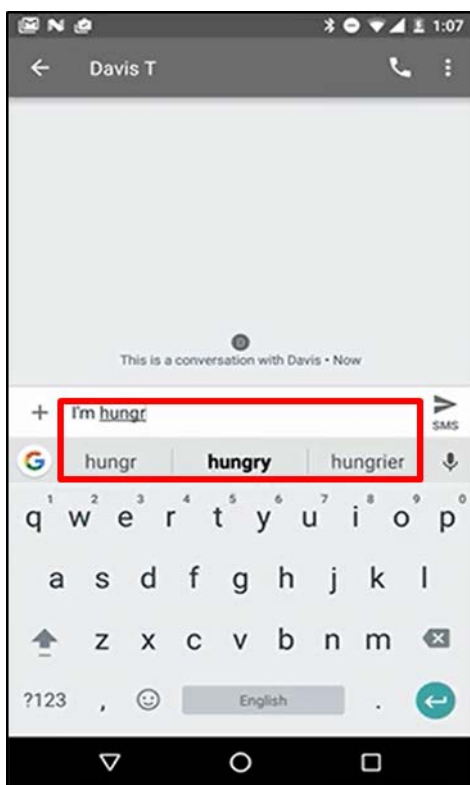 1:07
Davis T
This is a conversation with Davis • Now
I'm hungr
SMS
hungr hungry hungrier
1 2 3 4 5 6 7 8 9 0
q w e r t y u i o p
a s d f g h j k l
z x c v b n m
?123 , English .